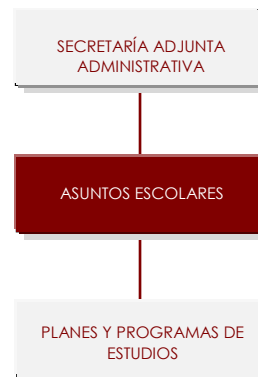 SECRETARÍA ADJUNTA
ADMINISTRATIVA
ASUNTOS ESCOLARES
PLANES Y PROGRAMAS DE
ESTUDIOS